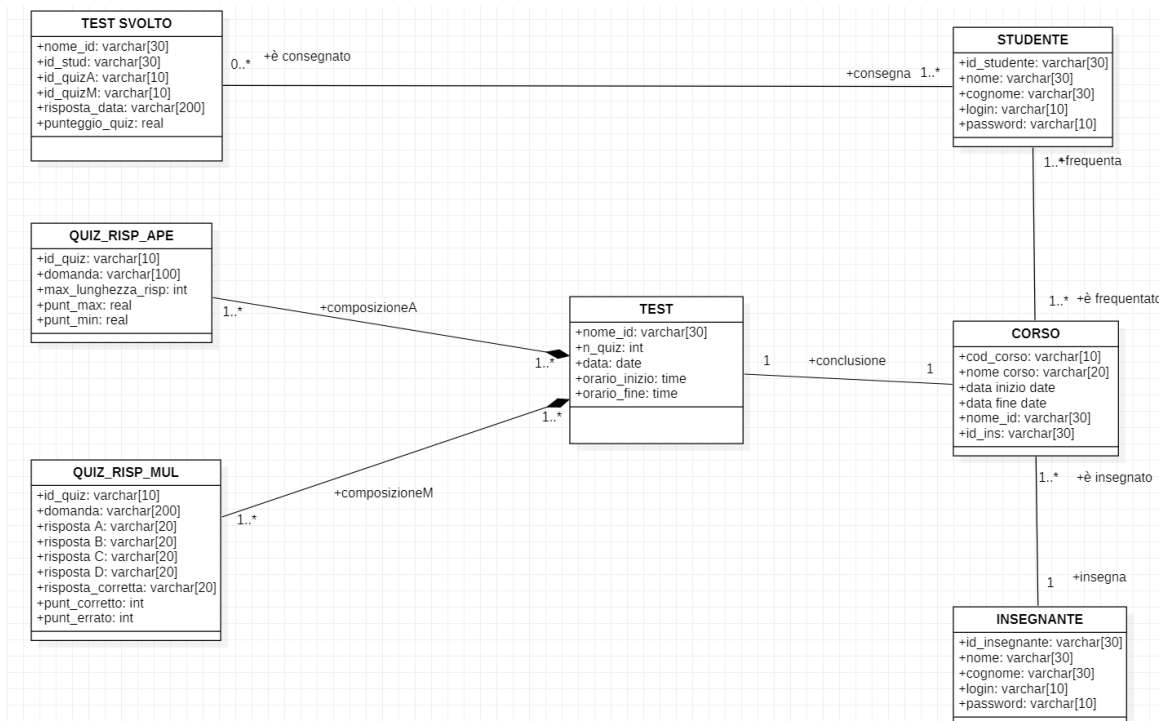 TEST SVOLTO
+nome_id: varchar[30]
+id_stud: varchar[30]
+id_quizA: varchar[10]
+id_quizM: varchar[10]
+risposta_data: varchar[200]
+punteggio_quiz: real
0..*
+è consegnato
+consegna
1..*
STUDENTE
+id_studente: varchar[30]
+nome: varchar[30]
+cognome: varchar[30]
+login: varchar[10]
+password: varchar[10]
1..*
+frequenta
QUIZ_RISP_APE
+id_quiz: varchar[10]
+domanda: varchar[100]
+max_lunghezza_risp: int
+punt_max: real
+punt_min: real
1..*
+composizioneA
1..*
TEST
+nome_id: varchar[30]
+n_quiz: int
+data: date
+orario_inizio: time
+orario_fine: time
1
+conclusione
1
1..*
+è frequentato
CORSO
+cod_corso: varchar[10]
+nome corso: varchar[20]
+data inizio date
+data fine date
+nome_id: varchar[30]
+id_ins: varchar[30]
1..*
+composizioneM
1..*
QUIZ_RISP_MUL
+id_quiz: varchar[10]
+domanda: varchar[200]
+risposta A: varchar[20]
+risposta B: varchar[20]
+risposta C: varchar[20]
+risposta D: varchar[20]
+risposta_corretta: varchar[20]
+punt_corretto: int
+punt_errato: int
1..*
+è insegnato
1
+insegna
INSEGNANTE
+id_insegnante: varchar[30]
+nome: varchar[30]
+cognome: varchar[30]
+login: varchar[10]
+password: varchar[10]